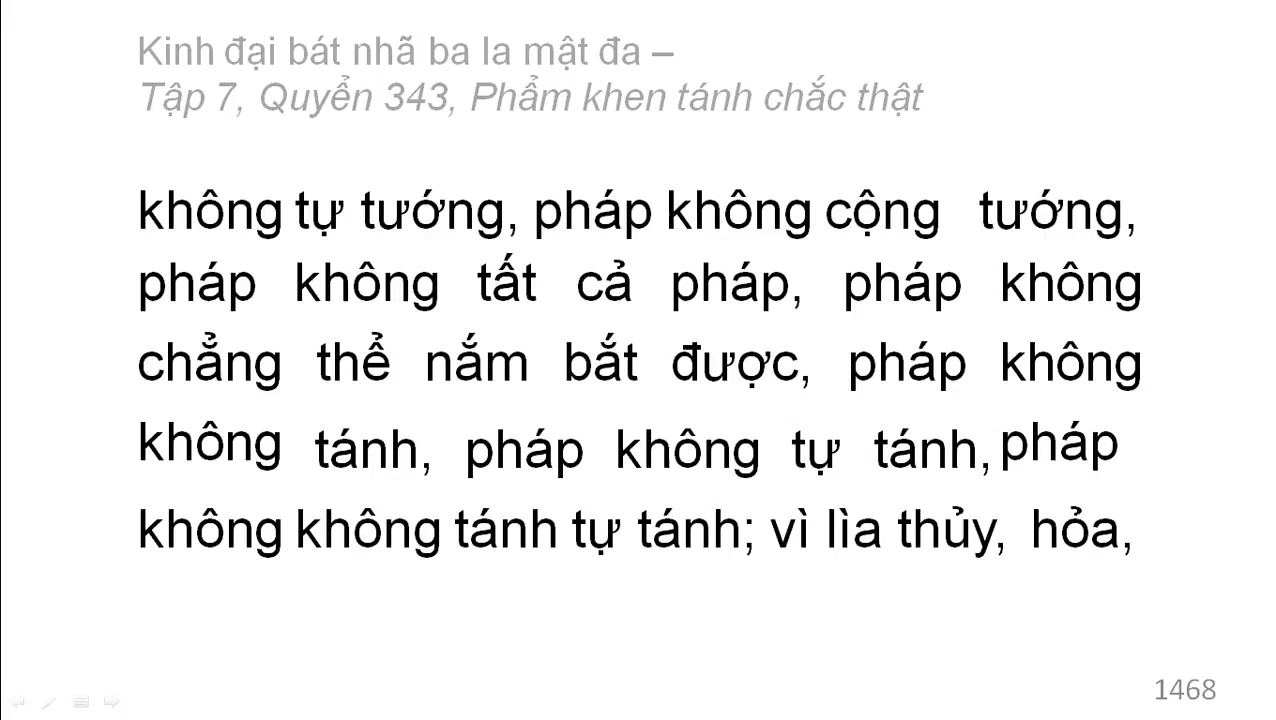 Kinh đại bát nhã ba la mật đa –
Tập 7, Quyển 343, Phẩm khen tánh chắc thật
không tự tướng, pháp không cộng tướng,
pháp không tất cả pháp, pháp không
chẳng thể nắm bắt được, pháp không
không tánh, pháp không tự tánh, pháp
không không tánh tự tánh; vì lìa thủy, hỏa,
1468